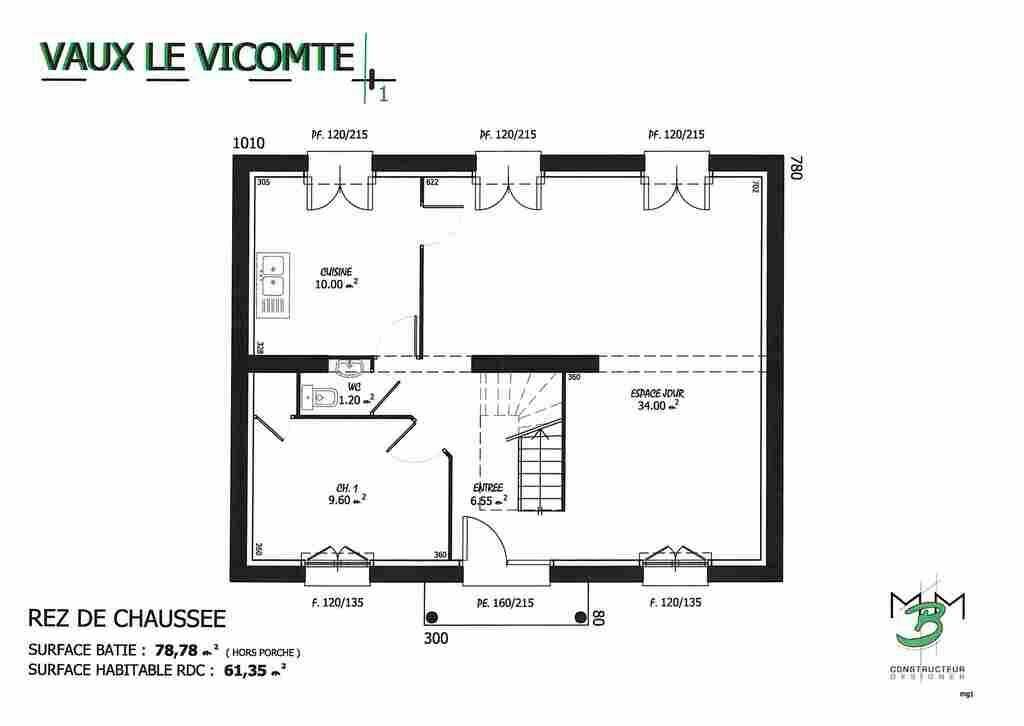 VAUX LE VICOMTE
1
PF. 120/215
PF. 120/215
PF. 120/215
1010
780
305
622
702
CUISINE
10.00 m²
328
WC
1.20 m²
360
ESPACE JOUR
34.00 m²
CH. 1
9.60 m²
ENTREE
6.55 m²
360
F. 120/135
PE. 160/215
F. 120/135
80
300
REZ DE CHAUSSEE
SURFACE BATIE : 78,78 m² ( HORS PORCHE )
SURFACE HABITABLE RDC : 61,35 m²
M3M
CONSTRUCTEUR
DESIGNER
mg1